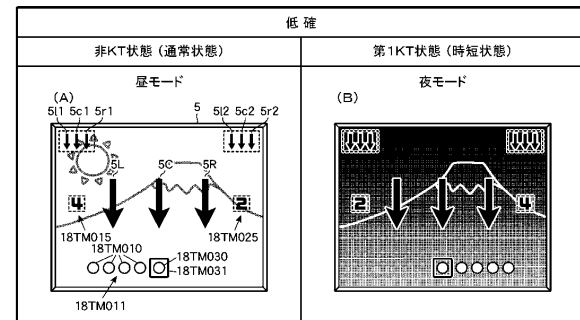 低確
非KT状態（通常状態）
第1KT状態（時短状態）
昼モード
夜モード
(A)
5
5l1 5c1 5r1
5l2 5c2 5r2
5L 5C 5R
4
2
18TM015
18TM025
18TM010
18TM030
18TM031
18TM011
(B)
2
4